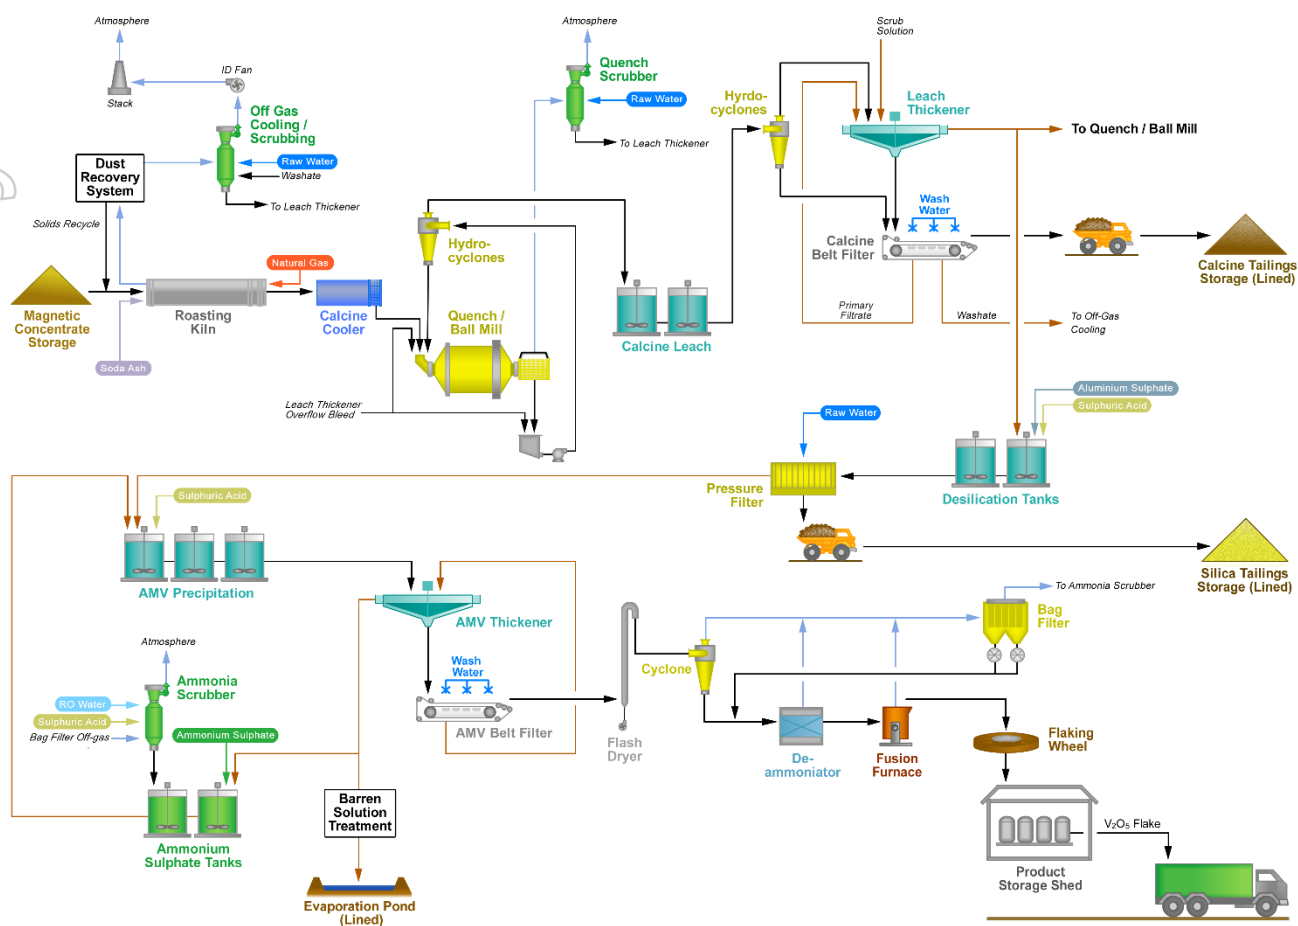 Atmosphere
ID Fan
Stack
Off Gas
Cooling /
Scrubbing
Raw Water
Washate
To Leach Thickener
Dust
Recovery
System
Solids Recycle
Magnetic
Concentrate
Storage
Soda Ash
Roasting
Kiln
Natural Gas
Calcine
Cooler
Hydro-
cyclones
Quench /
Ball Mill
Leach Thickener
Overflow Bleed
Atmosphere
Quench
Scrubber
Raw Water
To Leach Thickener
Calcine Leach
Hyrdo-
cyclones
Scrub
Solution
Leach
Thickener
To Quench / Ball Mill
Wash
Water
Calcine
Belt Filter
Primary
Filtrate
Washate
To Off-Gas
Cooling
Calcine Tailings
Storage (Lined)
Aluminium Sulphate
Sulphuric Acid
Desilication Tanks
Raw Water
Pressure
Filter
Silica Tailings
Storage (Lined)
Sulphuric Acid
AMV Precipitation
AMV Thickener
Wash
Water
AMV Belt Filter
Atmosphere
Ammonia
Scrubber
RO Water
Sulphuric Acid
Bag Filter Off-gas
Ammonium Sulphate
Ammonium
Sulphate Tanks
Barren
Solution
Treatment
Evaporation Pond
(Lined)
Flash
Dryer
Cyclone
To Ammonia Scrubber
Bag
Filter
De-
ammoniator
Fusion
Furnace
Flaking
Wheel
V₂O₅ Flake
Product
Storage Shed